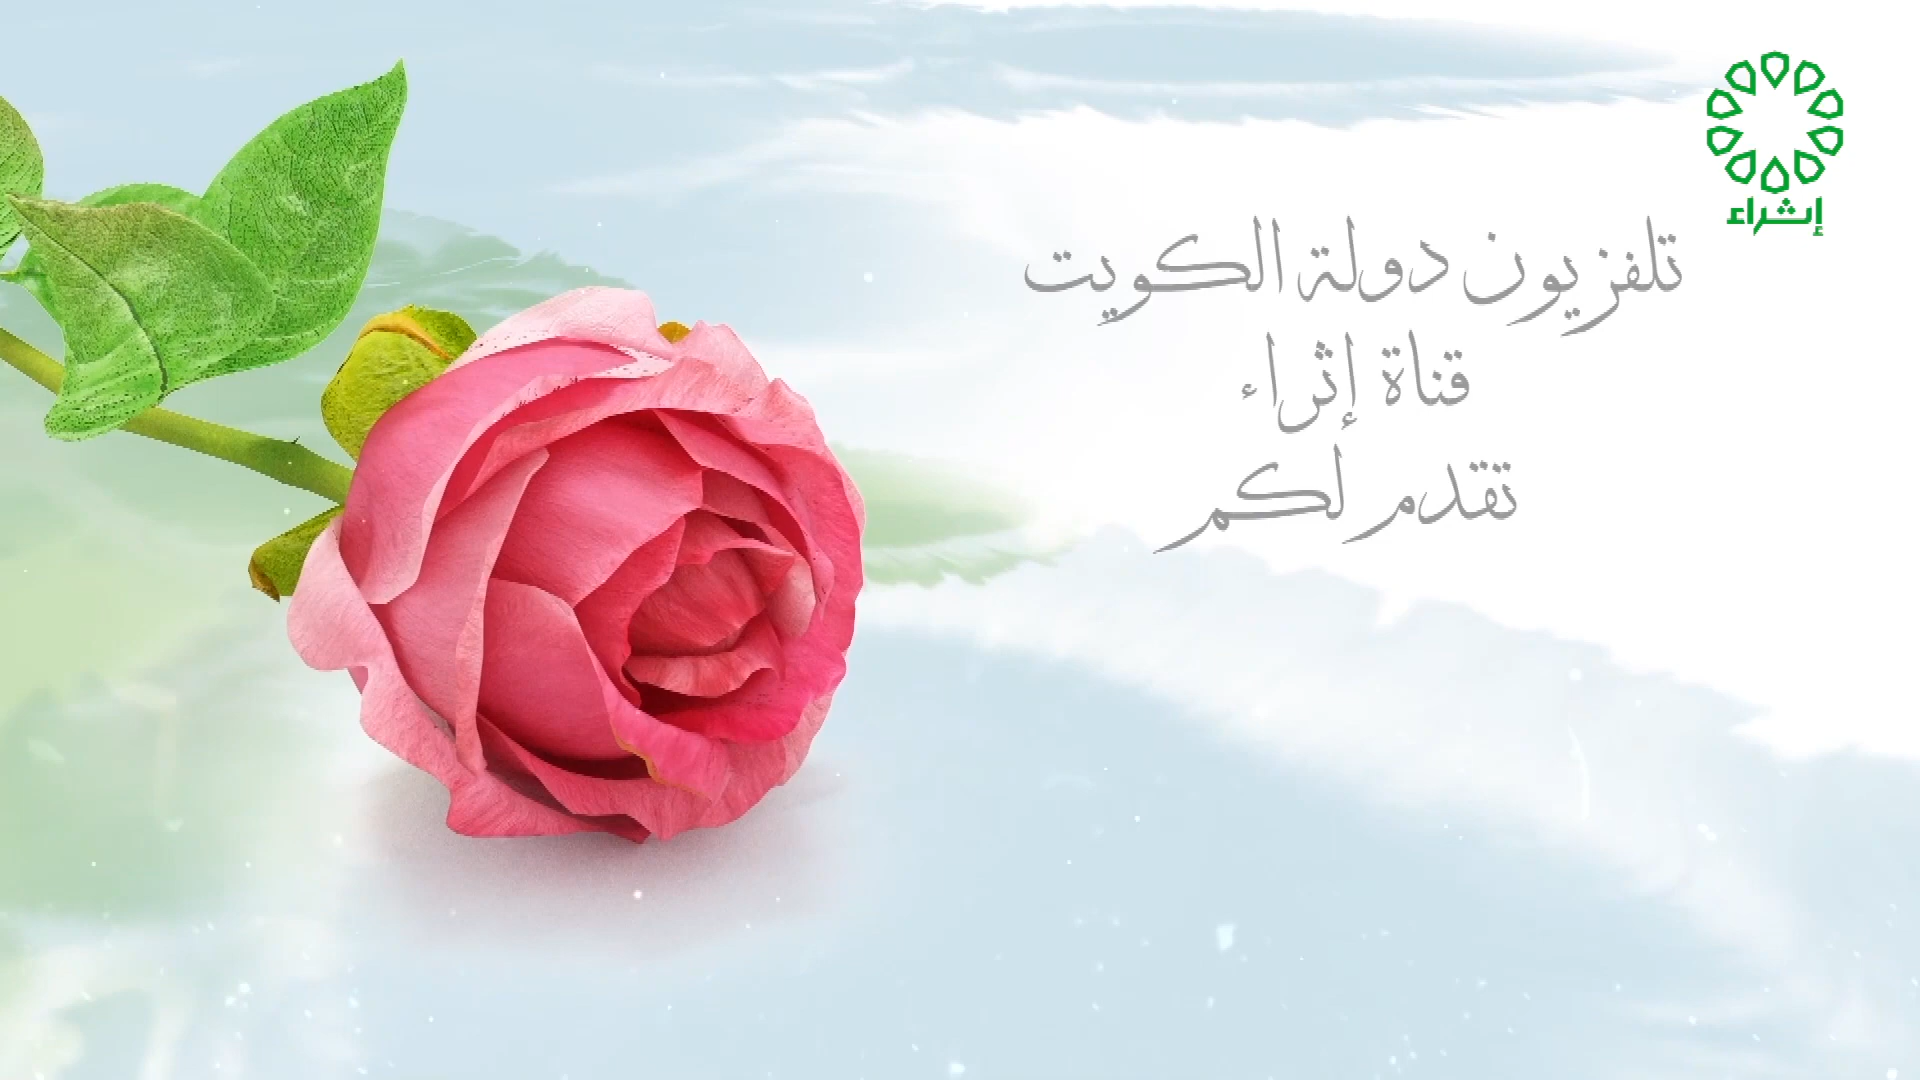 إثراء
تلفزيون دولة الكويت
قناة إثراء
تقدم لكم